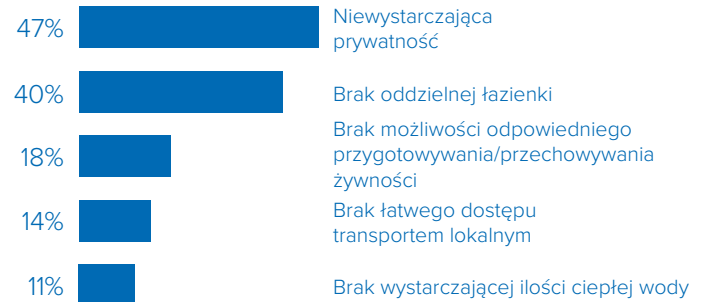 47%
Niewystarczająca
prywatność
40%
Brak oddzielnej łazienki
18%
Brak możliwości odpowiedniego
przygotowywania/przechowywania
żywności
14%
Brak łatwego dostępu
transportem lokalnym
11%
Brak wystarczającej ilości ciepłej wody